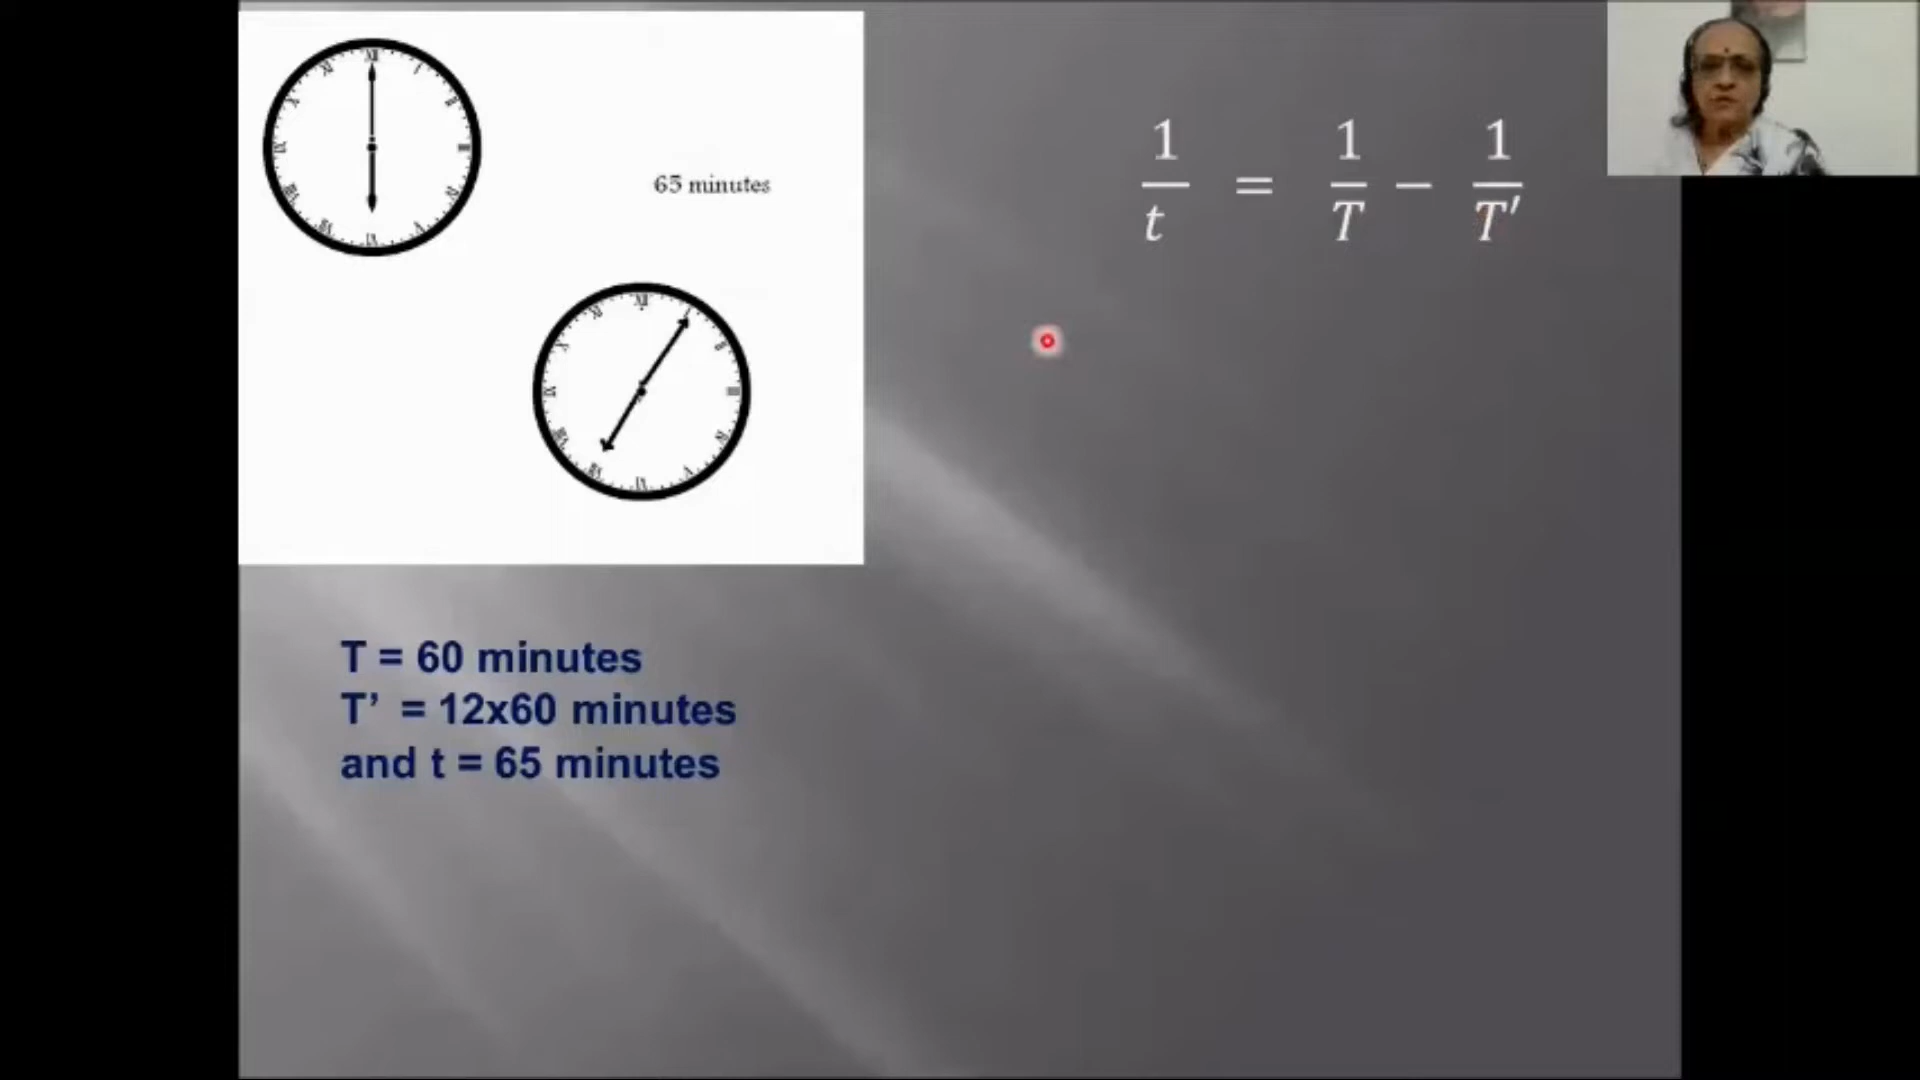 65 minutes
1/t = 1/T − 1/T′
T = 60 minutes
T’ = 12x60 minutes
and t = 65 minutes